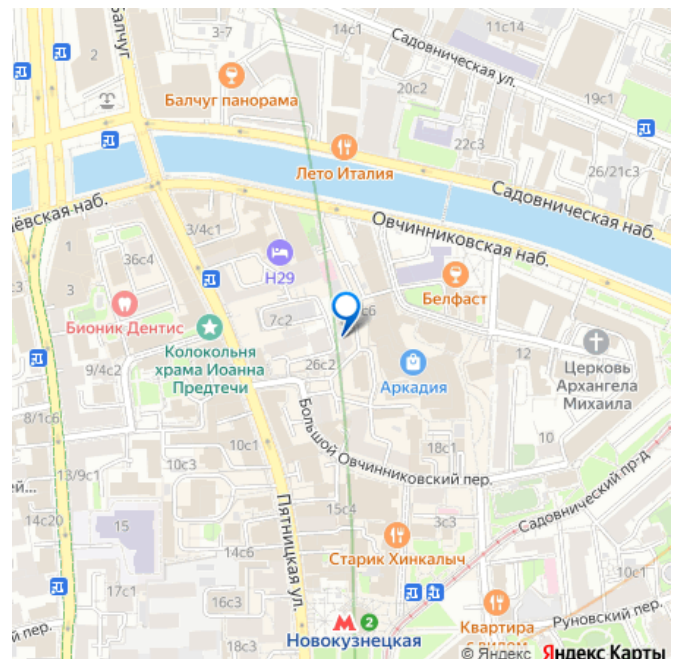 Балчуг
2
3-7
14с1
11с14
Садовническая ул.
20с2
19с1
Балчуг панорама
22с3
26/21с3
Лето Италия
Садовническая наб.
Овчинниковская наб.
аёвская наб.
3/4с1
1
36с4
3
Н29
Белфаст
Бионик Дентис
7с2
с6
Колокольня
храма Иоанна
Предтечи
9/4с2
26с2
Аркадия
12
Церковь
Архангела
Михаила
8/1с6
Большой Овчинниковский пер.
10с1
18с1
10
10с3
13/9с1
й...
Пятницкая ул.
Садовнический пр-д
14с20
15
15с4
3с3
14с6
Старик Хинкалыч
17с1
16с3
10с1
Руновский пер.
й пер.
2
Новокузнецкая
18с3
Квартира
с видом
© Яндекс Яндекс Карты